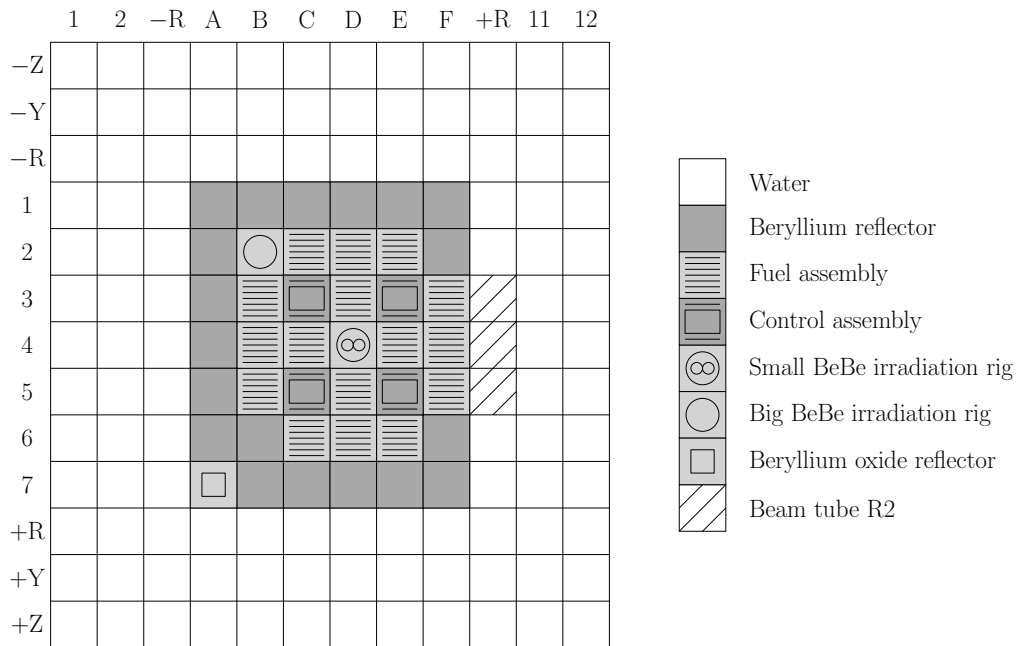 1 2 −R A B C D E F +R 11 12
−Z
−Y
−R
1
2
3
4
5
6
7
+R
+Y
+Z
Water
Beryllium reflector
Fuel assembly
Control assembly
Small BeBe irradiation rig
Big BeBe irradiation rig
Beryllium oxide reflector
Beam tube R2